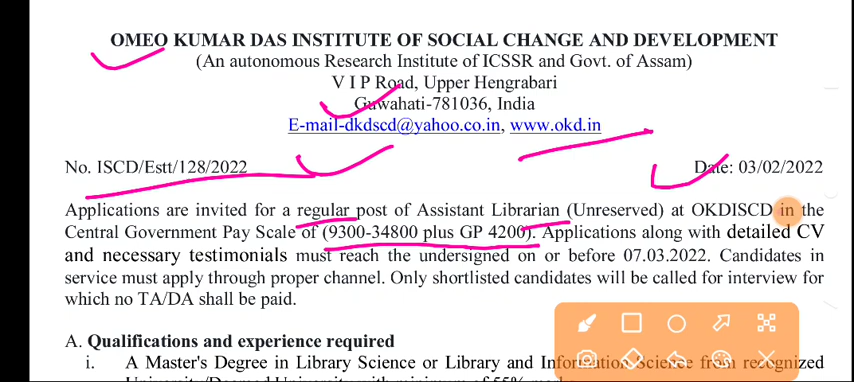 OMEO KUMAR DAS INSTITUTE OF SOCIAL CHANGE AND DEVELOPMENT
(An autonomous Research Institute of ICSSR and Govt. of Assam)
V I P Road, Upper Hengrabari
Guwahati-781036, India
E-mail-dkdscd@yahoo.co.in, www.okd.in
No. ISCD/Estt/128/2022 Date: 03/02/2022
Applications are invited for a regular post of Assistant Librarian (Unreserved) at OKDISCD in the
Central Government Pay Scale of (9300-34800 plus GP 4200). Applications along with detailed CV
and necessary testimonials must reach the undersigned on or before 07.03.2022. Candidates in
service must apply through proper channel. Only shortlisted candidates will be called for interview for
which no TA/DA shall be paid.
A. Qualifications and experience required
i. A Master's Degree in Library Science or Library and Information Science from recognized